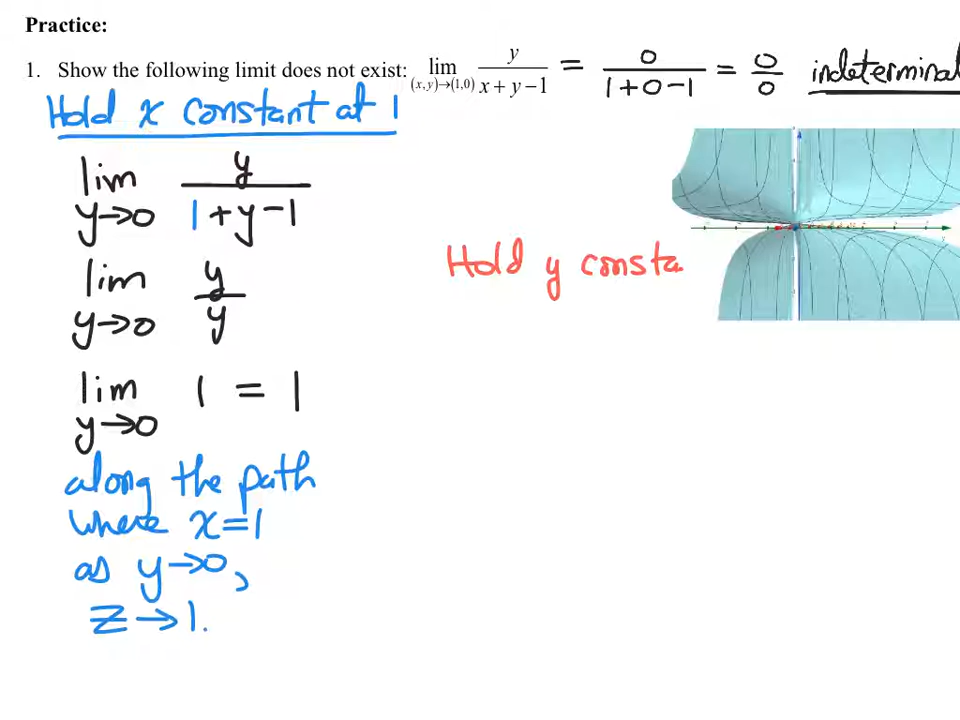 Practice:
1. Show the following limit does not exist: lim (x,y)→(1,0) y / (x + y − 1) = 0 / (1+0−1) = 0/0
Hold x constant at 1
lim y→0 y / (1+y−1)
lim y→0 y/y
lim y→0 1 = 1
along the path
where x=1
as y→0,
z→1.
Hold y